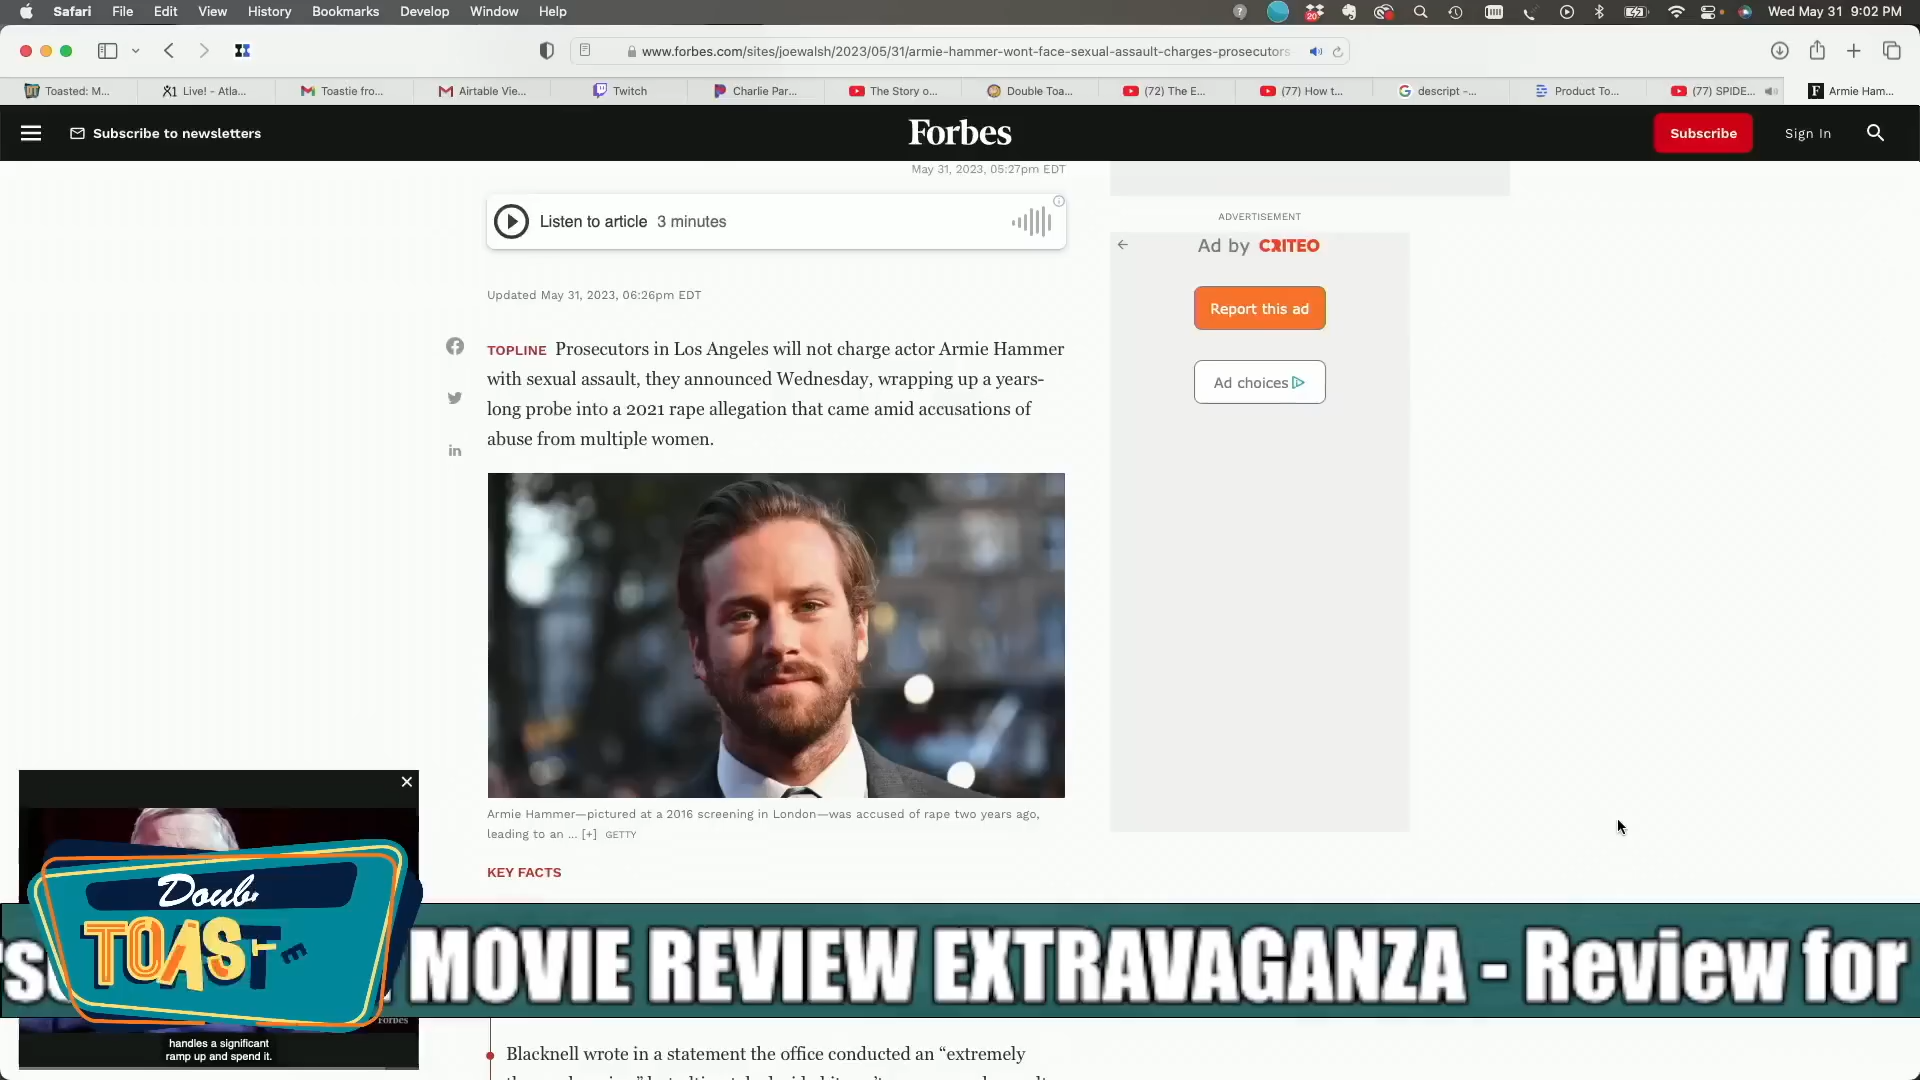 Safari File Edit View History Bookmarks Develop Window Help Wed May 31 9:02 PM
www.forbes.com/sites/joewalsh/2023/05/31/armie-hammer-wont-face-sexual-assault-charges-prosecutors
Toasted: M... Live! - Atla... Toastie fro... Airtable Vie... Twitch Charlie Par... The Story o... Double Toa... (72) The E... (77) How t... descript –... Product To... (77) SPIDE... Armie Ham...
Subscribe to newsletters Forbes Subscribe Sign In
May 31, 2023, 05:27pm EDT
Listen to article 3 minutes
ADVERTISEMENT
Ad by CRITEO
Report this ad
Ad choices
Updated May 31, 2023, 06:26pm EDT
TOPLINE Prosecutors in Los Angeles will not charge actor Armie Hammer
with sexual assault, they announced Wednesday, wrapping up a years-
long probe into a 2021 rape allegation that came amid accusations of
abuse from multiple women.
Armie Hammer—pictured at a 2016 screening in London—was accused of rape two years ago,
leading to an ... [+] GETTY
KEY FACTS
Doub
TOASTE
MOVIE REVIEW EXTRAVAGANZA - Review for
Forbes
handles a significant
ramp up and spend it.
Blacknell wrote in a statement the office conducted an “extremely